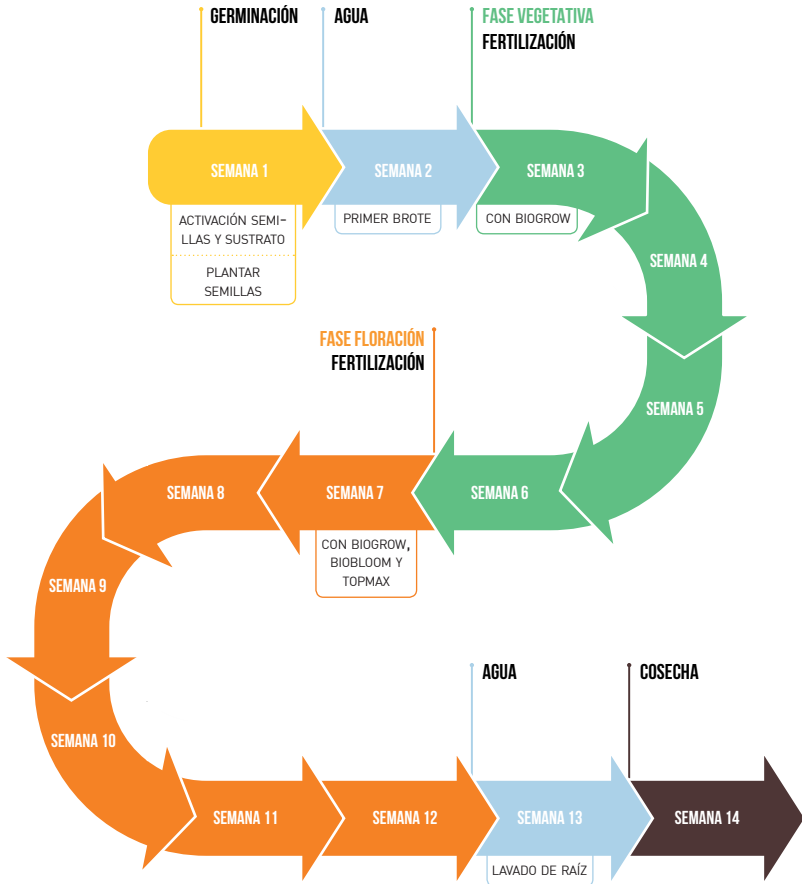 GERMINACIÓN
AGUA
FASE VEGETATIVA
FERTILIZACIÓN
SEMANA 1
SEMANA 2
SEMANA 3
ACTIVACIÓN SEMI-
LLAS Y SUSTRATO
PLANTAR
SEMILLAS
PRIMER BROTE
CON BIOGROW
SEMANA 4
SEMANA 5
FASE FLORACIÓN
FERTILIZACIÓN
SEMANA 6
SEMANA 7
CON BIOGROW,
BIOBLOOM Y
TOPMAX
SEMANA 8
SEMANA 9
SEMANA 10
AGUA
COSECHA
SEMANA 11
SEMANA 12
SEMANA 13
SEMANA 14
LAVADO DE RAÍZ